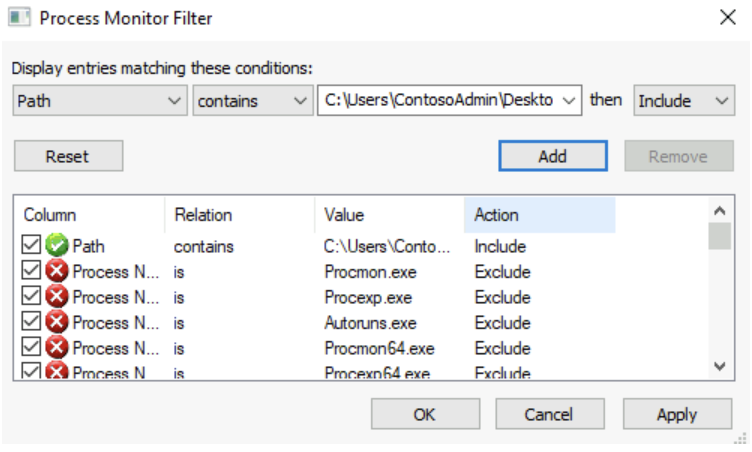 Process Monitor Filter
Display entries matching these conditions:
Path contains C:\Users\ContosoAdmin\Deskto then Include
Reset Add Remove
Column Relation Value Action
Path contains C:\Users\Conto... Include
Process N... is Procmon.exe Exclude
Process N... is Procexp.exe Exclude
Process N... is Autoruns.exe Exclude
Process N... is Procmon64.exe Exclude
Process N is Procexp64.exe Exclude
OK Cancel Apply